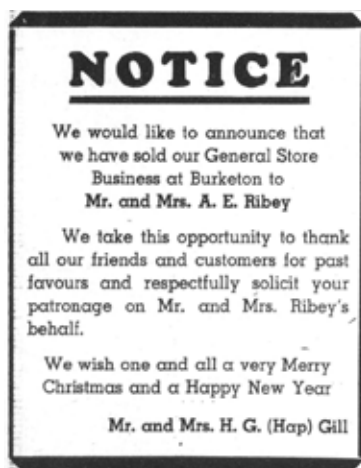 NOTICE
We would like to announce that
we have sold our General Store
Business at Burketon to
Mr. and Mrs. A. E. Ribey
We take this opportunity to thank
all our friends and customers for past
favours and respectfully solicit your
patronage on Mr. and Mrs. Ribey's
behalf.
We wish one and all a very Merry
Christmas and a Happy New Year
Mr. and Mrs. H. G. (Hap) Gill